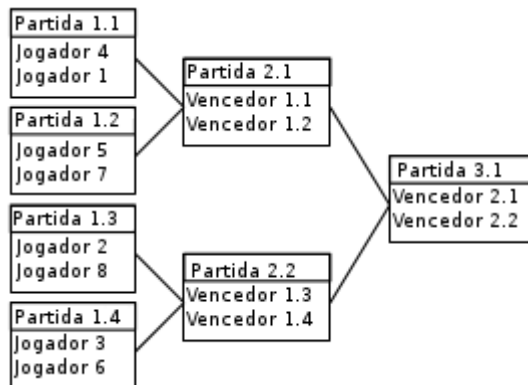 Partida 1.1
Jogador 4
Jogador 1
Partida 1.2
Jogador 5
Jogador 7
Partida 1.3
Jogador 2
Jogador 8
Partida 1.4
Jogador 3
Jogador 6
Partida 2.1
Vencedor 1.1
Vencedor 1.2
Partida 2.2
Vencedor 1.3
Vencedor 1.4
Partida 3.1
Vencedor 2.1
Vencedor 2.2